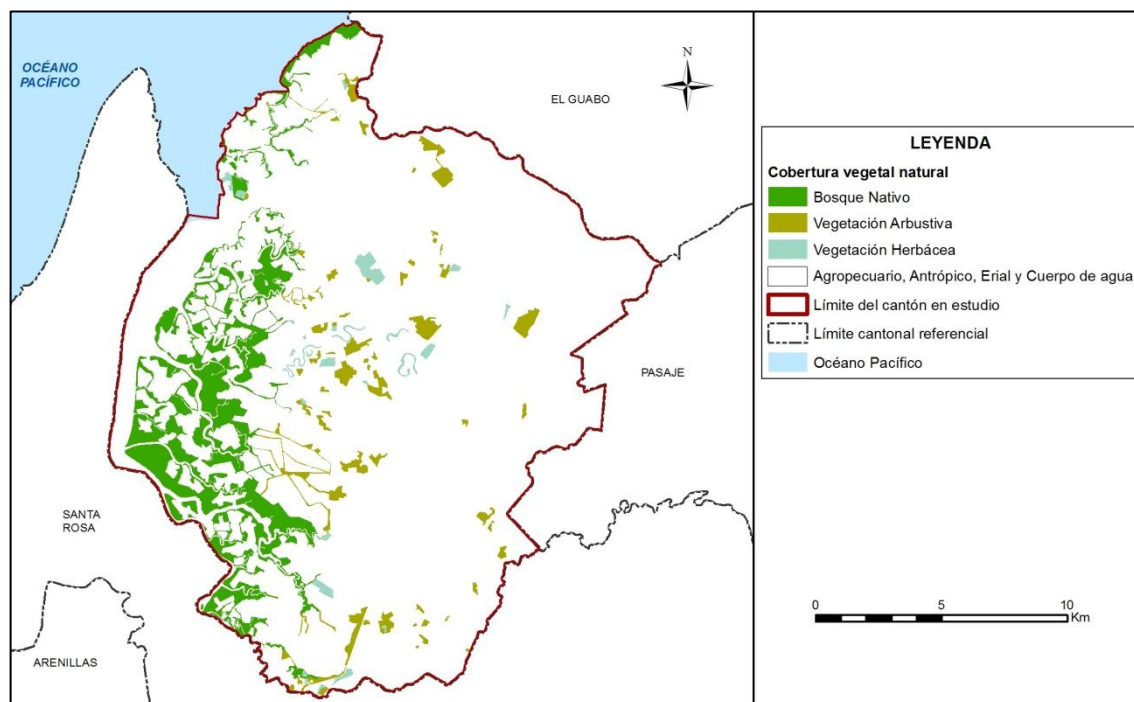 OCÉANO
PACÍFICO
N
EL GUABO
PASAJE
SANTA
ROSA
ARENILLAS
LEYENDA
Cobertura vegetal natural
Bosque Nativo
Vegetación Arbustiva
Vegetación Herbácea
Agropecuario, Antrópico, Erial y Cuerpo de agua
Límite del cantón en estudio
Límite cantonal referencial
Océano Pacífico
0 5 10
Km